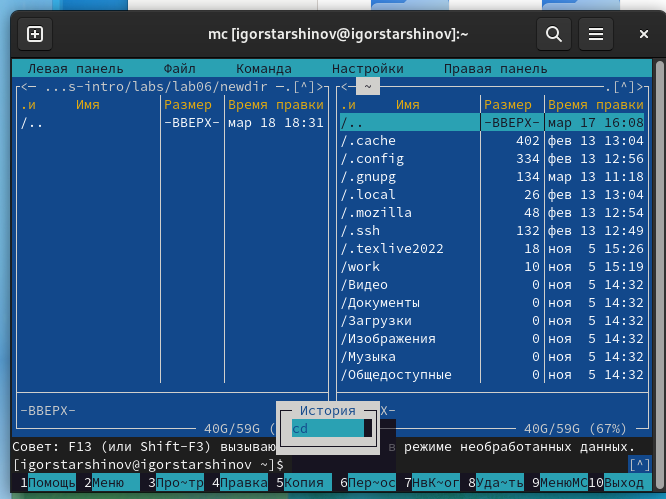 mc [igorstarshinov@igorstarshinov]:~
Левая панель Файл Команда Настройки Правая панель
<─ ...s-intro/labs/lab06/newdir ─.[^]>
.и Имя Размер Время правки
/.. -ВВЕРХ- мар 18 18:31
-ВВЕРХ-
40G/59G (
<─ ~ .[^]>
.и Имя Размер Время правки
/.. -ВВЕРХ- мар 17 16:08
/.cache 402 фев 13 13:04
/.config 334 фев 13 12:56
/.gnupg 134 мар 13 11:18
/.local 26 фев 13 13:04
/.mozilla 48 фев 13 12:54
/.ssh 132 фев 13 12:49
/.texlive2022 18 ноя 5 15:26
/work 10 ноя 5 15:19
/Видео 0 ноя 5 14:32
/Документы 0 ноя 5 14:32
/Загрузки 0 ноя 5 14:32
/Изображения 0 ноя 5 14:32
/Музыка 0 ноя 5 14:32
/Общедоступные 0 ноя 5 14:32
Х-
40G/59G (67%)
История
cd
Совет: F13 (или Shift-F3) вызываю в режиме необработанных данных.
[igorstarshinov@igorstarshinov ~]$ [^]
1Помощь 2Меню 3Про~тр 4Правка 5Копия 6Пер~ос 7НвК~ог 8Уда~ть 9МенюМС 10Выход